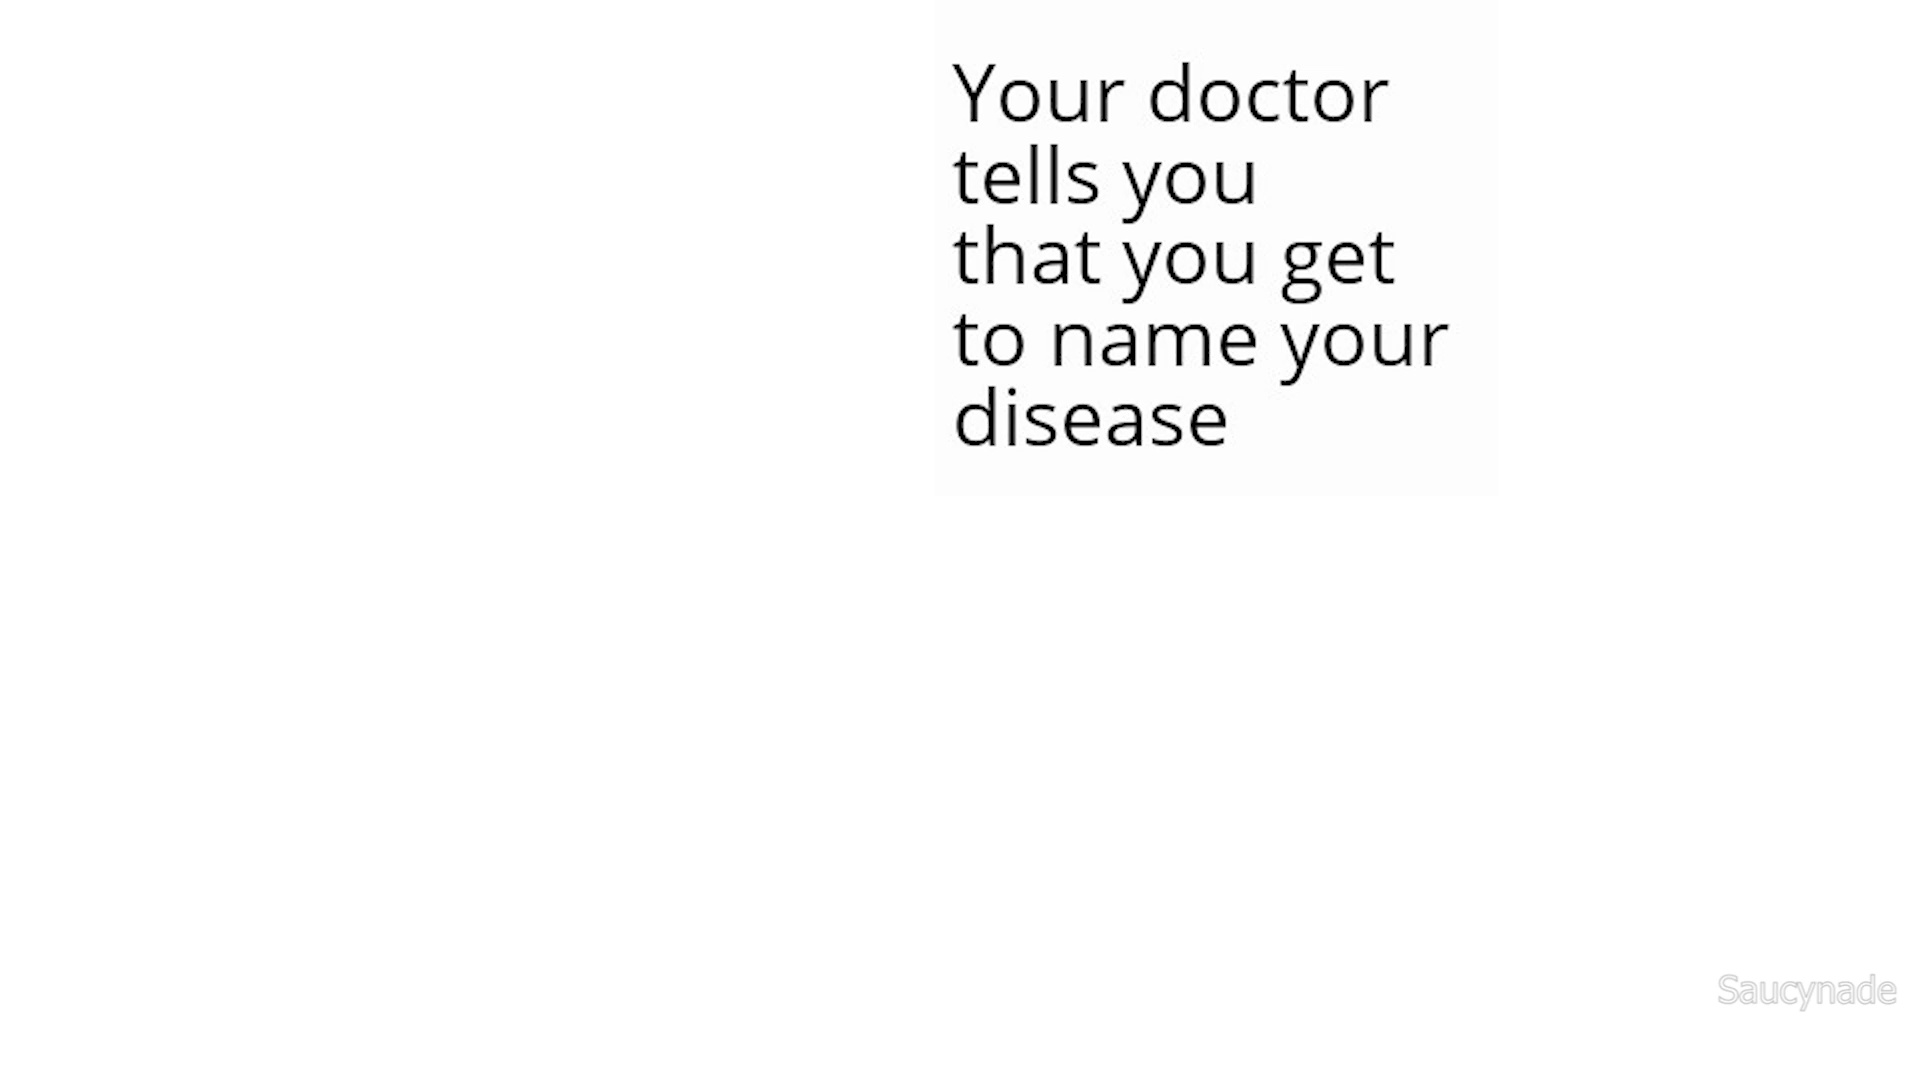 Your doctor
tells you
that you get
to name your
disease
Saucynade